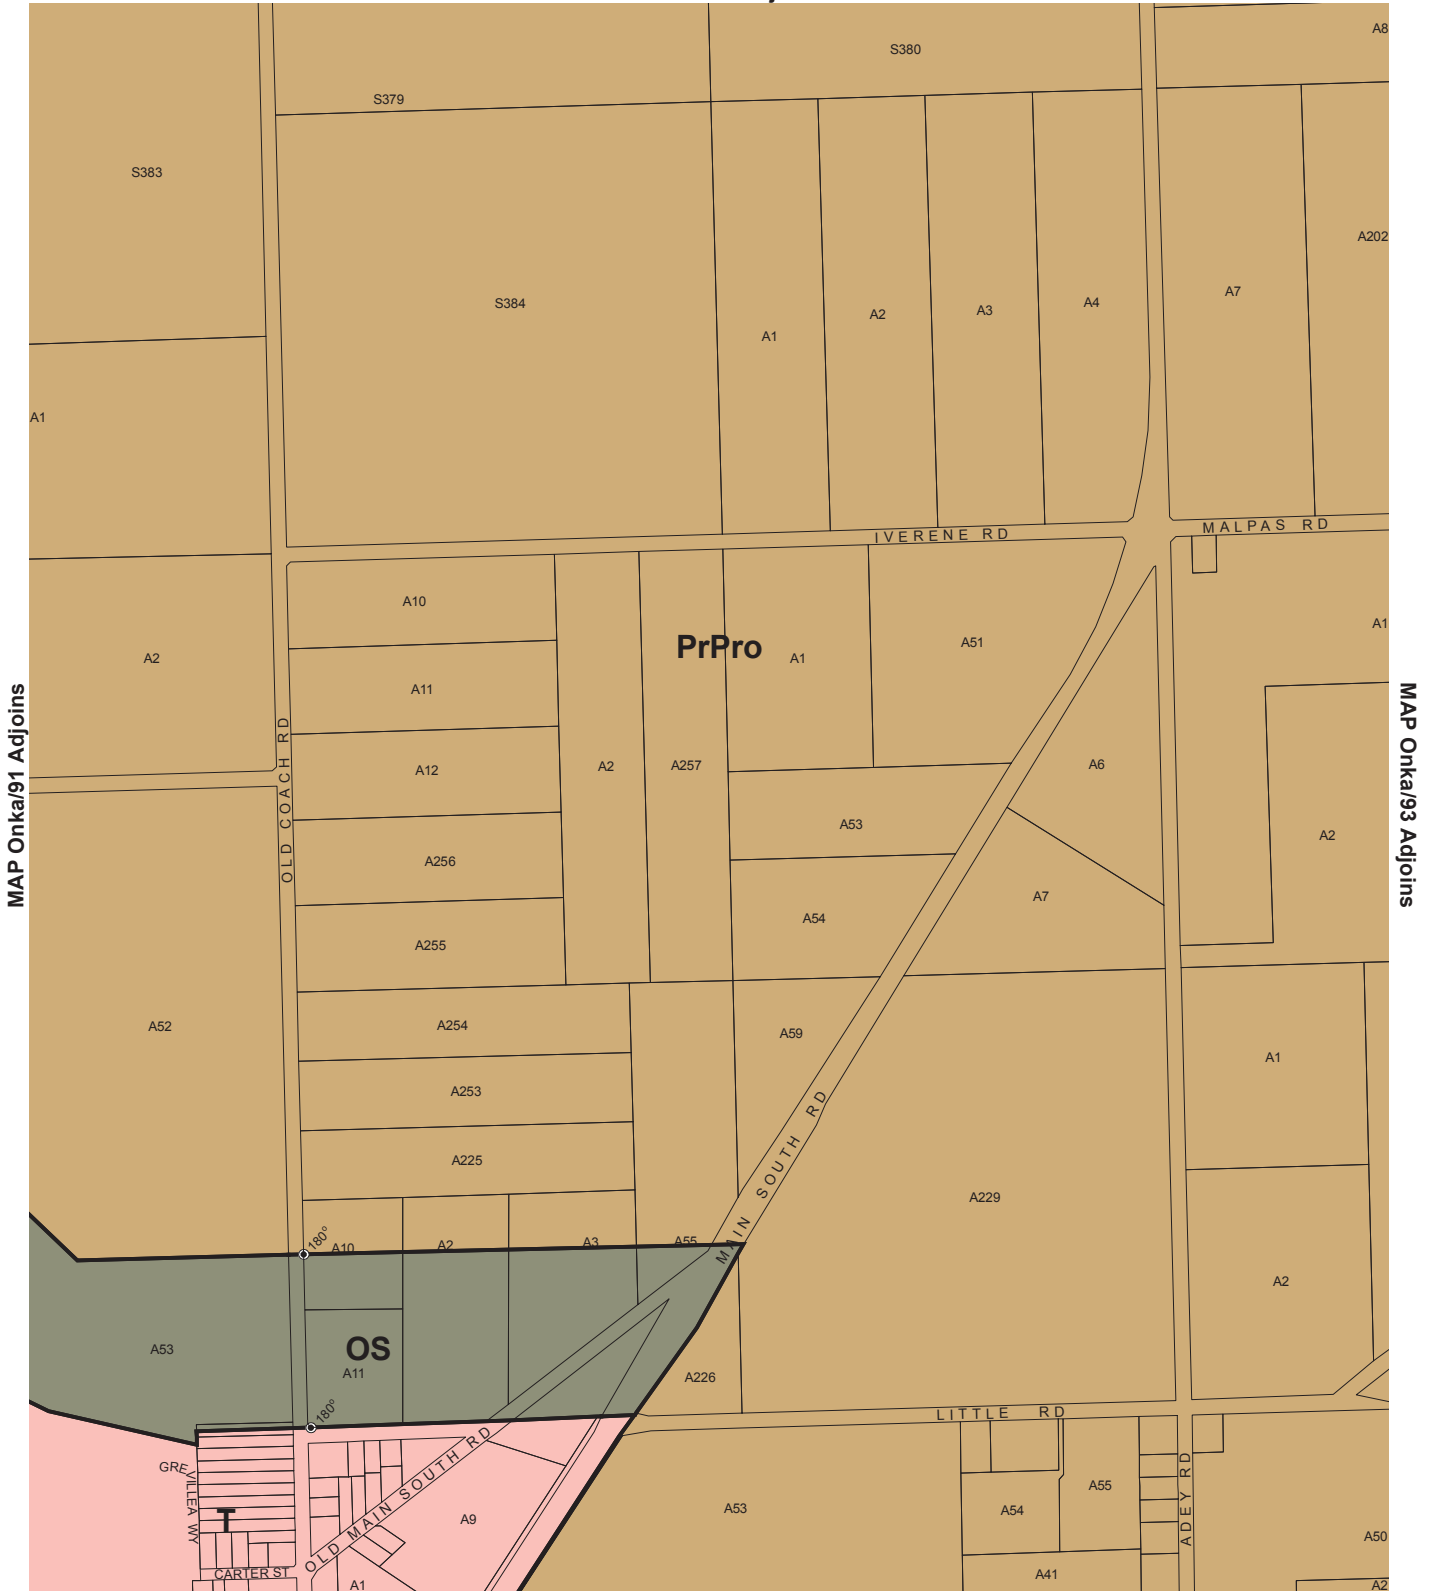 S380
A8
S379
S383
A202
A7
S384
A4
A3
A2
A1
A1
MALPAS RD
IVERENE RD
A10
A1
PrPro
A51
A2
A1
A11
MAP Onka/91 Adjoins
MAP Onka/93 Adjoins
OLD COACH RD
A12
A2
A257
A6
A53
A2
A256
A7
A54
A255
A52
A254
A59
A1
A253
MAIN SOUTH RD
A225
A229
180°
A10
A2
A3
A55
A2
A53
OS
A11
A226
180°
LITTLE RD
GREVILLEA WY
OLD MAIN SOUTH RD
T
A9
A53
A54
A55
ADEY RD
A50
CARTER ST
A1
A41
A2